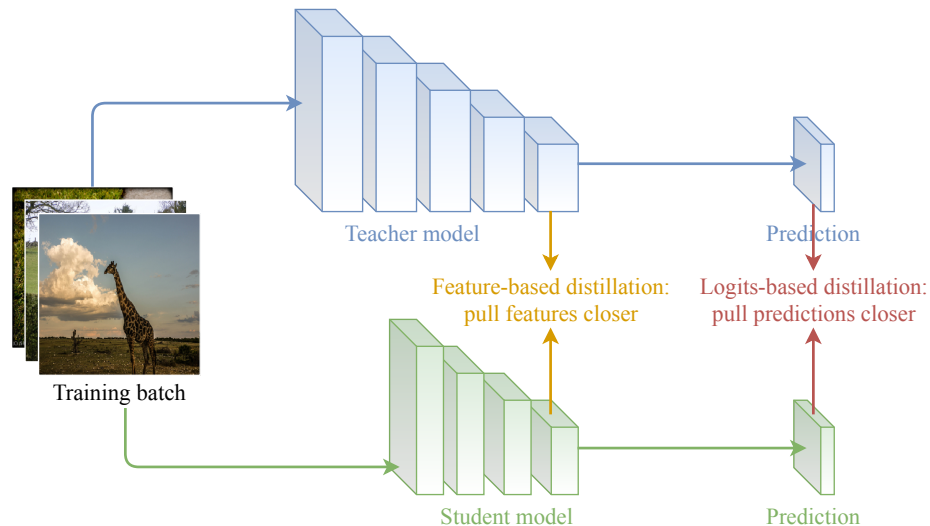 Teacher model
Prediction
Feature-based distillation:
pull features closer
Logits-based distillation:
pull predictions closer
Training batch
Student model
Prediction